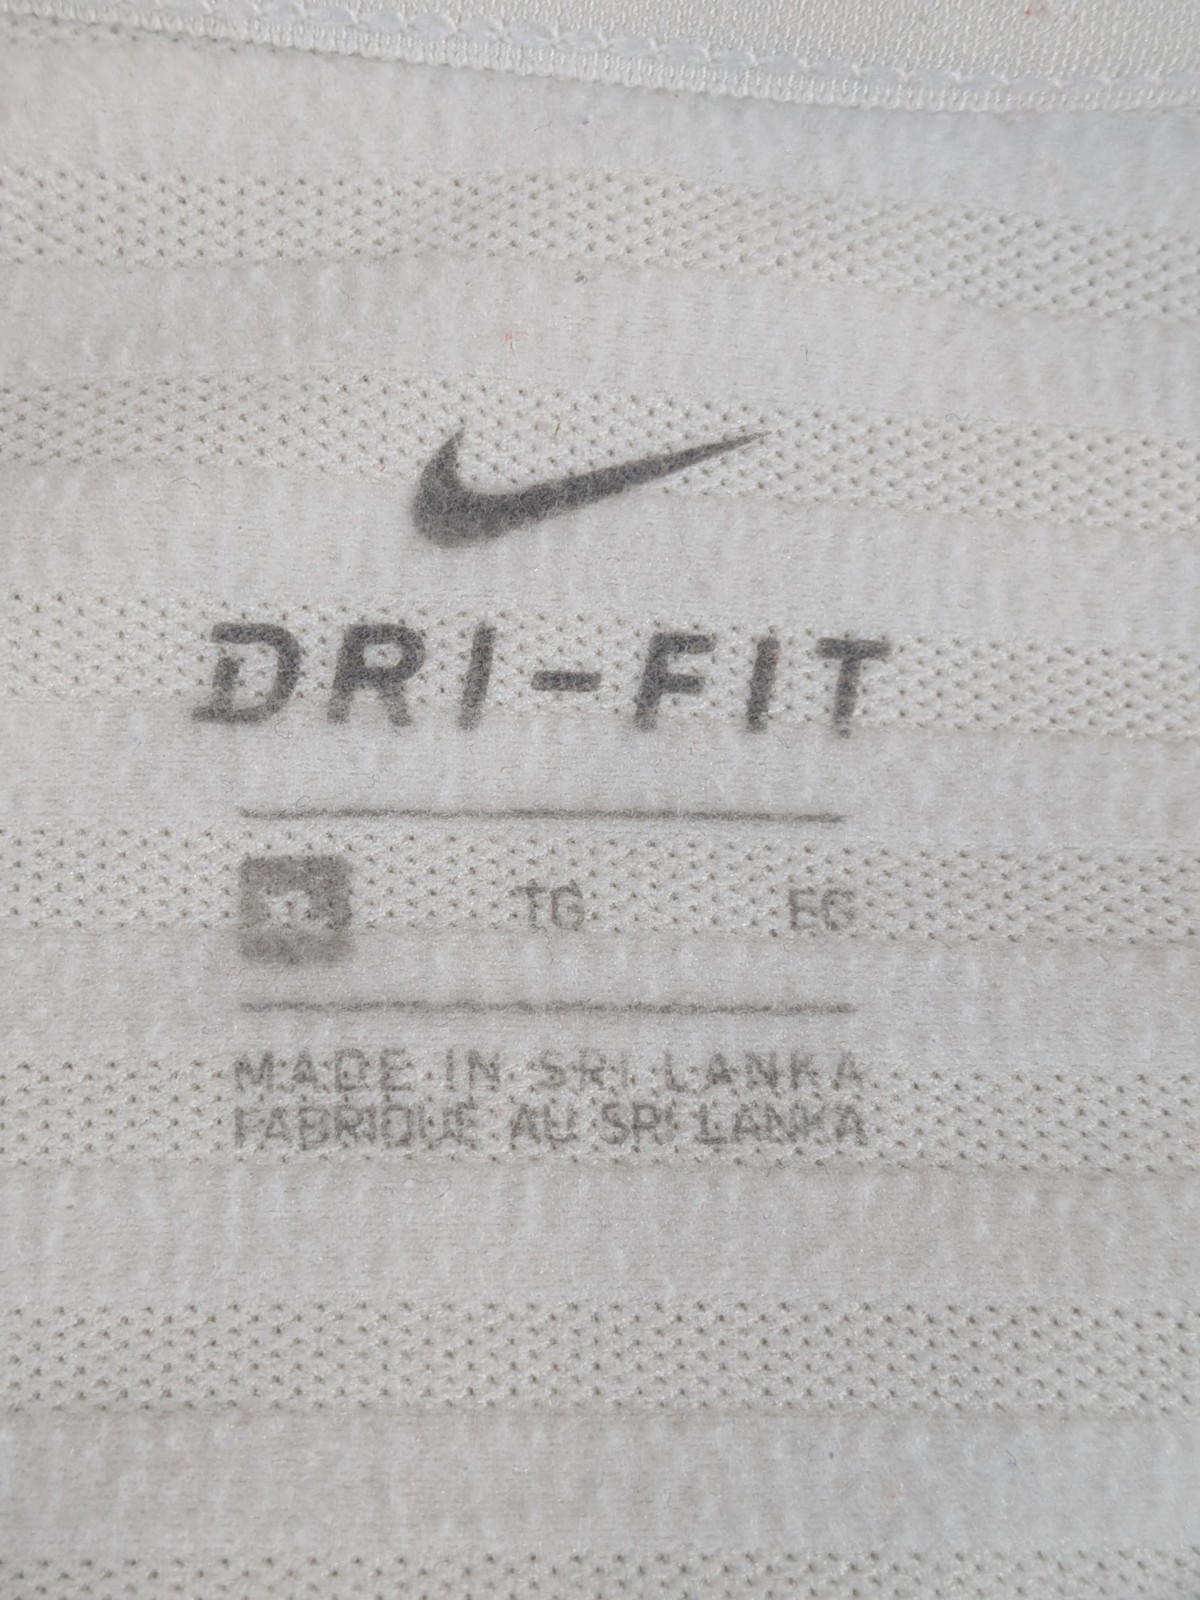 DRI-FIT
TG EG
MADE IN SRI LANKA
FABRIQUÉ AU SRI LANKA